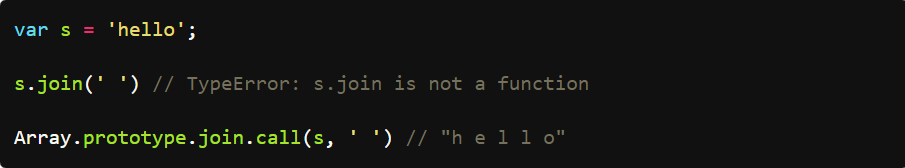 var s = 'hello';
s.join(' ') // TypeError: s.join is not a function
Array.prototype.join.call(s, ' ') // "h e l l o"